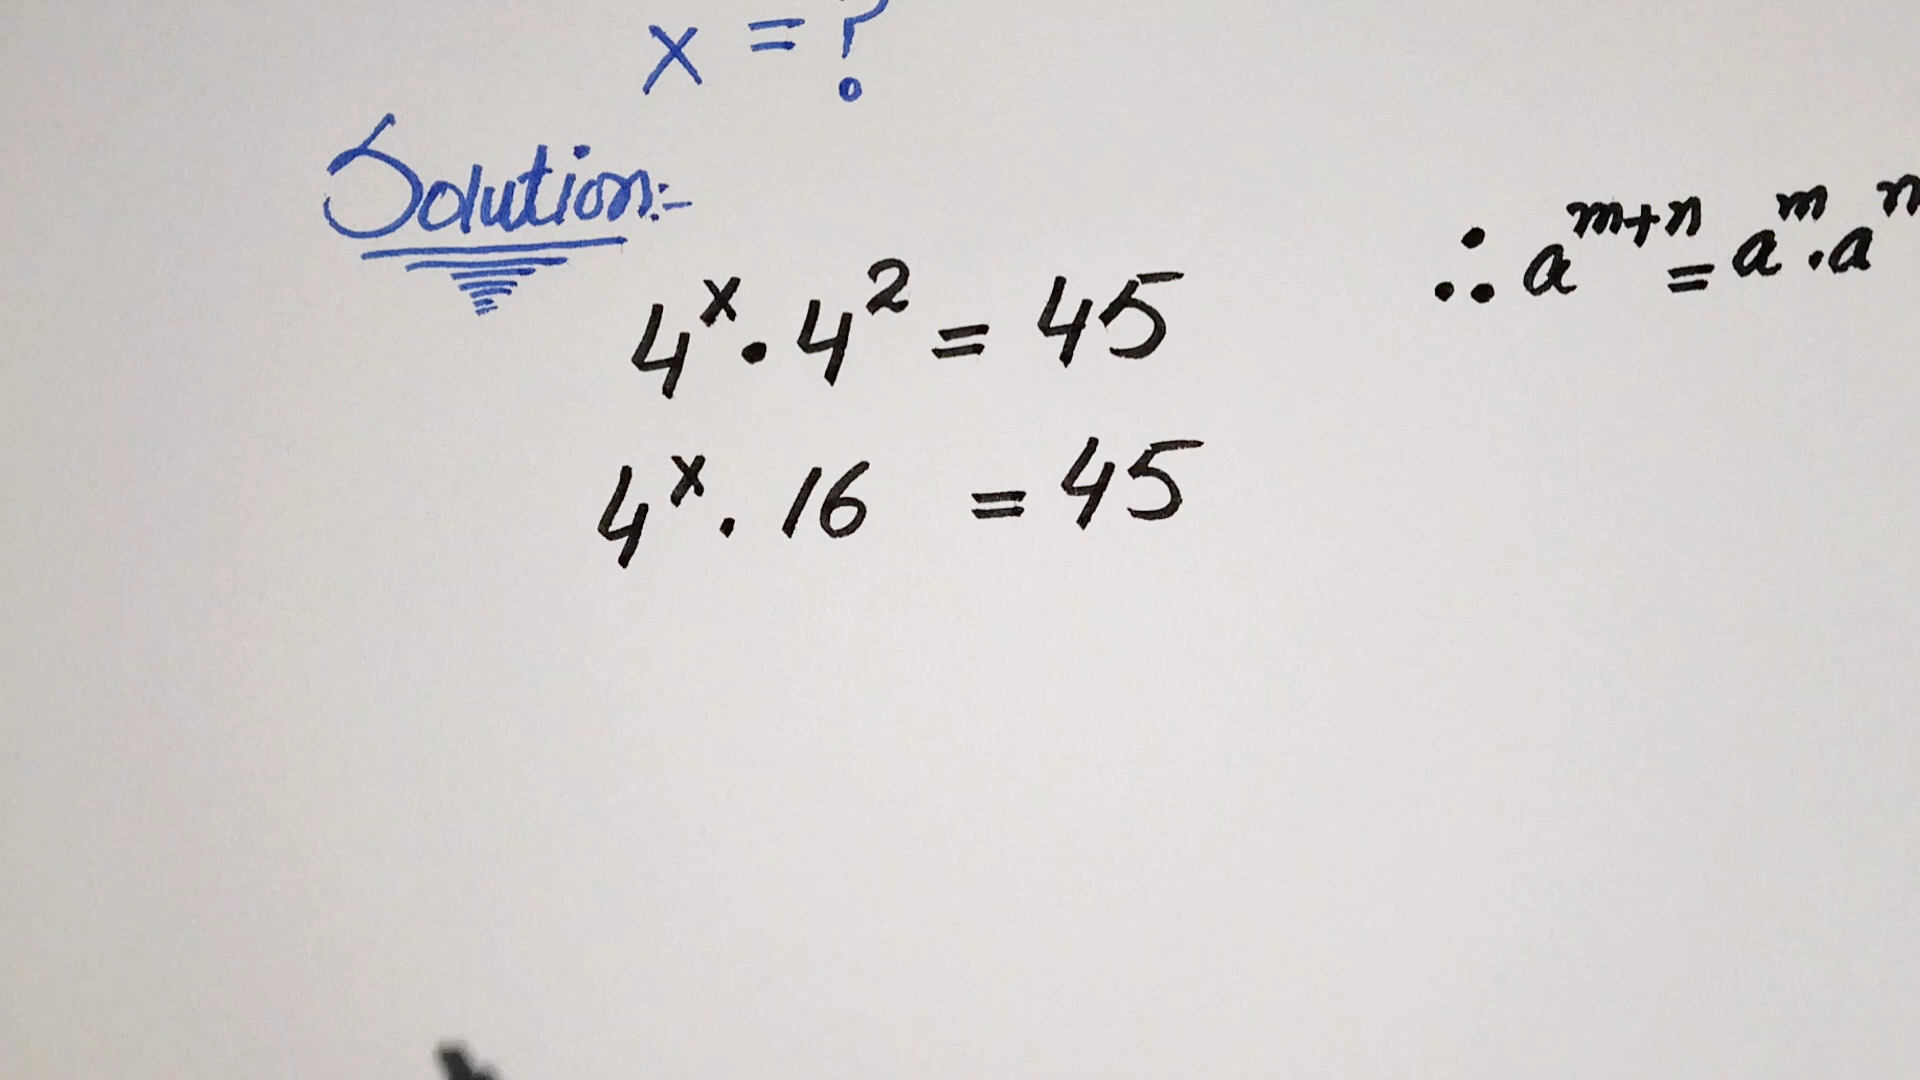 x = ?
Solution:-
4^x . 4^2 = 45
∴ a^m+n = a^m . a^n
4^x . 16 = 45